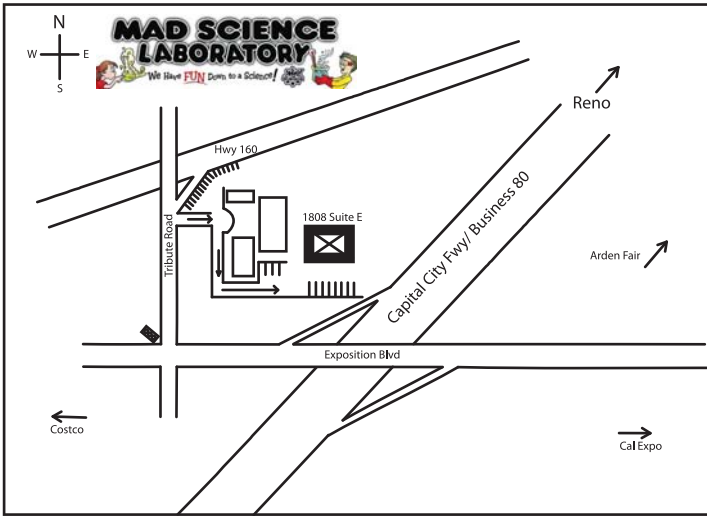 N
W E
S
MAD SCIENCE
LABORATORY
We Have FUN Down to a Science!
Reno
Hwy 160
Tribute Road
1808 Suite E
Capital City Fwy/ Business 80
Arden Fair
Exposition Blvd
Costco
Cal Expo